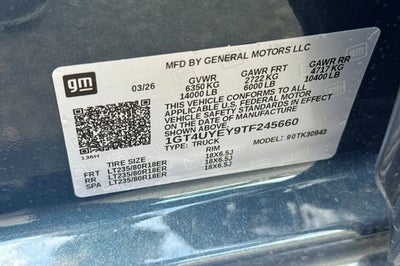 MFD BY GENERAL MOTORS LLC
gm
03/26
GVWR GAWR FRT GAWR RR
6350 KG 2722 KG 4717 KG
14000 LB 6000 LB 10400 LB
THIS VEHICLE CONFORMS TO ALL
APPLICABLE U.S. FEDERAL MOTOR
VEHICLE SAFETY STANDARDS IN
EFFECT ON THE DATE OF
MANUFACTURE SHOWN ABOVE.
1GT4UYEY9TF245660
TYPE: TRUCK MODEL: 90TK30943
136H
TIRE SIZE RIM
FRT LT235/80R18ER 18X6.5J
RR LT235/80R18ER 18X6.5J
SPA LT235/80R18ER 18X6.5J